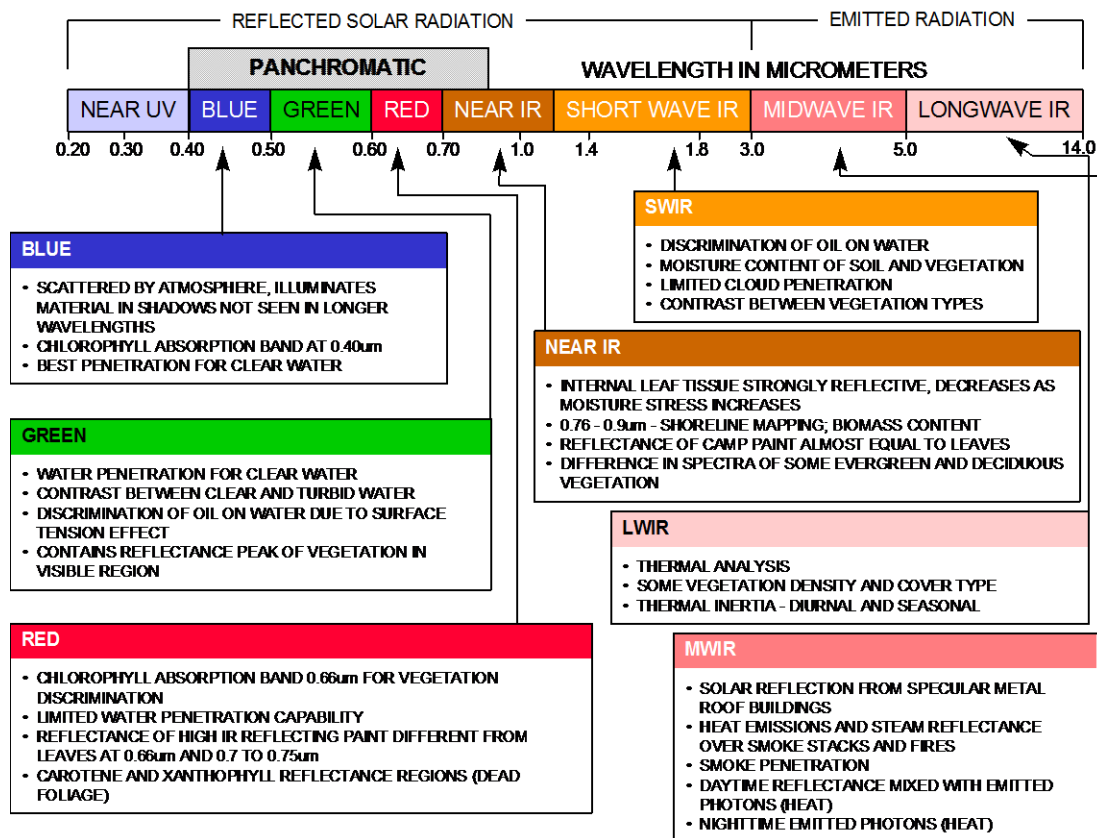 REFLECTED SOLAR RADIATION
EMITTED RADIATION
PANCHROMATIC
WAVELENGTH IN MICROMETERS
NEAR UV
BLUE
GREEN
RED
NEAR IR
SHORT WAVE IR
MIDWAVE IR
LONGWAVE IR
0.20 0.30 0.40 0.50 0.60 0.70 1.0 1.4 1.8 3.0 5.0 14.0
BLUE
• SCATTERED BY ATMOSPHERE, ILLUMINATES
MATERIAL IN SHADOWS NOT SEEN IN LONGER
WAVELENGTHS
• CHLOROPHYLL ABSORPTION BAND AT 0.40um
• BEST PENETRATION FOR CLEAR WATER
SWIR
• DISCRIMINATION OF OIL ON WATER
• MOISTURE CONTENT OF SOIL AND VEGETATION
• LIMITED CLOUD PENETRATION
• CONTRAST BETWEEN VEGETATION TYPES
NEAR IR
• INTERNAL LEAF TISSUE STRONGLY REFLECTIVE, DECREASES AS
MOISTURE STRESS INCREASES
• 0.76 - 0.9um - SHORELINE MAPPING; BIOMASS CONTENT
• REFLECTANCE OF CAMP PAINT ALMOST EQUAL TO LEAVES
• DIFFERENCE IN SPECTRA OF SOME EVERGREEN AND DECIDUOUS
VEGETATION
GREEN
• WATER PENETRATION FOR CLEAR WATER
• CONTRAST BETWEEN CLEAR AND TURBID WATER
• DISCRIMINATION OF OIL ON WATER DUE TO SURFACE
TENSION EFFECT
• CONTAINS REFLECTANCE PEAK OF VEGETATION IN
VISIBLE REGION
LWIR
• THERMAL ANALYSIS
• SOME VEGETATION DENSITY AND COVER TYPE
• THERMAL INERTIA - DIURNAL AND SEASONAL
RED
• CHLOROPHYLL ABSORPTION BAND 0.66um FOR VEGETATION
DISCRIMINATION
• LIMITED WATER PENETRATION CAPABILITY
• REFLECTANCE OF HIGH IR REFLECTING PAINT DIFFERENT FROM
LEAVES AT 0.66um AND 0.7 TO 0.75um
• CAROTENE AND XANTHOPHYLL REFLECTANCE REGIONS (DEAD
FOLIAGE)
MWIR
• SOLAR REFLECTION FROM SPECULAR METAL
ROOF BUILDINGS
• HEAT EMISSIONS AND STEAM REFLECTANCE
OVER SMOKE STACKS AND FIRES
• SMOKE PENETRATION
• DAYTIME REFLECTANCE MIXED WITH EMITTED
PHOTONS (HEAT)
• NIGHTTIME EMITTED PHOTONS (HEAT)